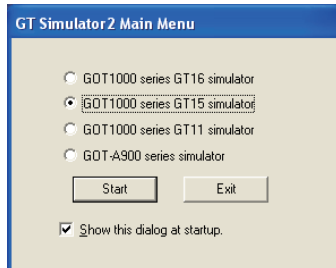 GT Simulator2 Main Menu
GOT1000 series GT16 simulator
GOT1000 series GT15 simulator
GOT1000 series GT11 simulator
GOT-A900 series simulator
Start Exit
Show this dialog at startup.